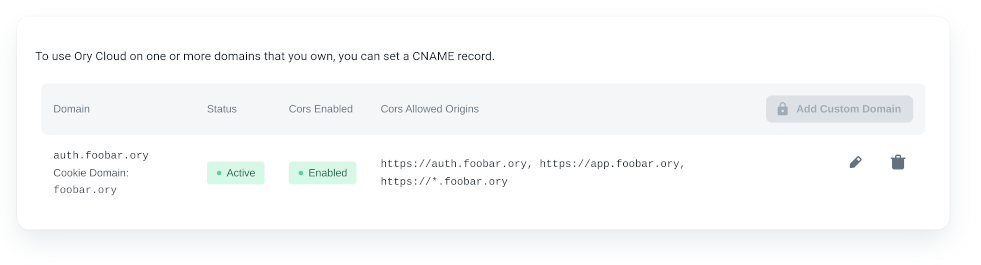 To use Ory Cloud on one or more domains that you own, you can set a CNAME record.
Domain Status Cors Enabled Cors Allowed Origins Add Custom Domain
auth.foobar.ory
Cookie Domain:
foobar.ory
Active
Enabled
https://auth.foobar.ory, https://app.foobar.ory,
https://*.foobar.ory